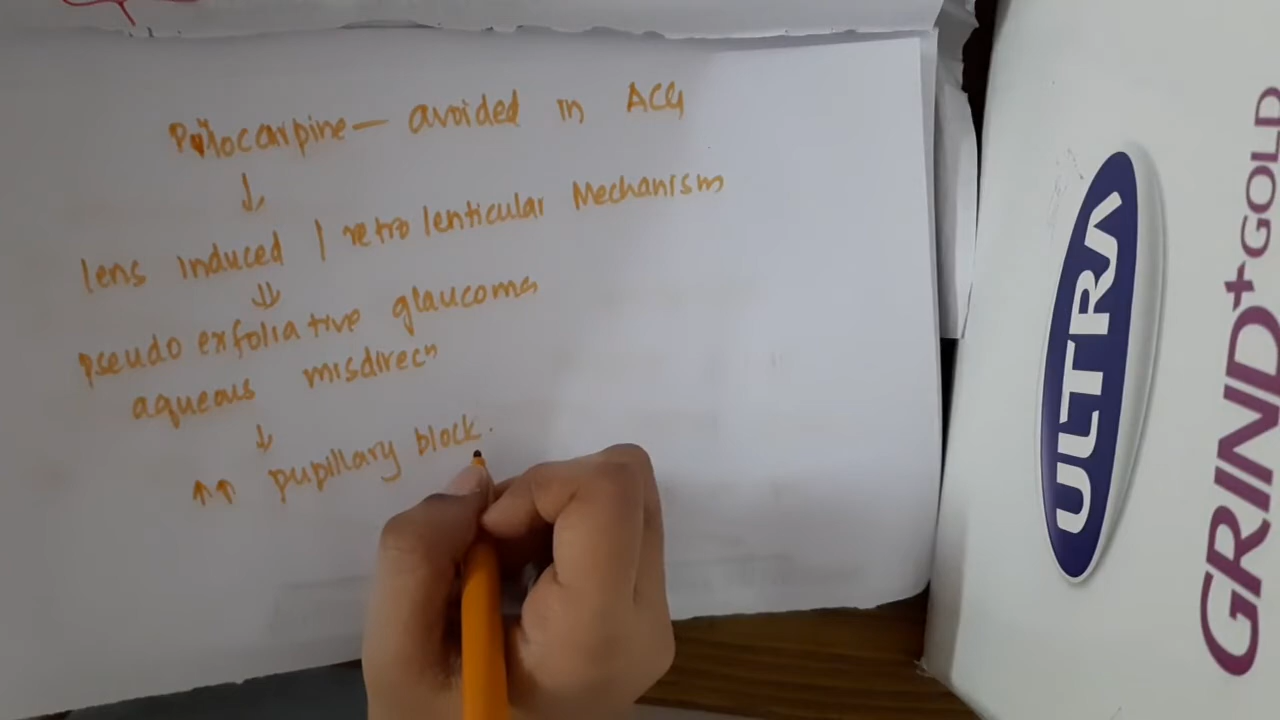 Pilocarpine — avoided in ACG
↓
lens induced / retro lenticular Mechanism
⇓
pseudo exfoliative glaucoma
aqueous misdirecⁿ
↓
↑↑ pupillary block.
ULTRA
GRIND+GOLD